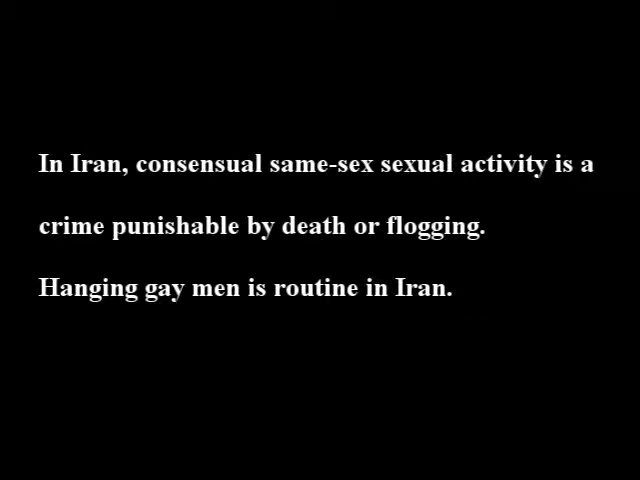 In Iran, consensual same-sex sexual activity is a
crime punishable by death or flogging.
Hanging gay men is routine in Iran.